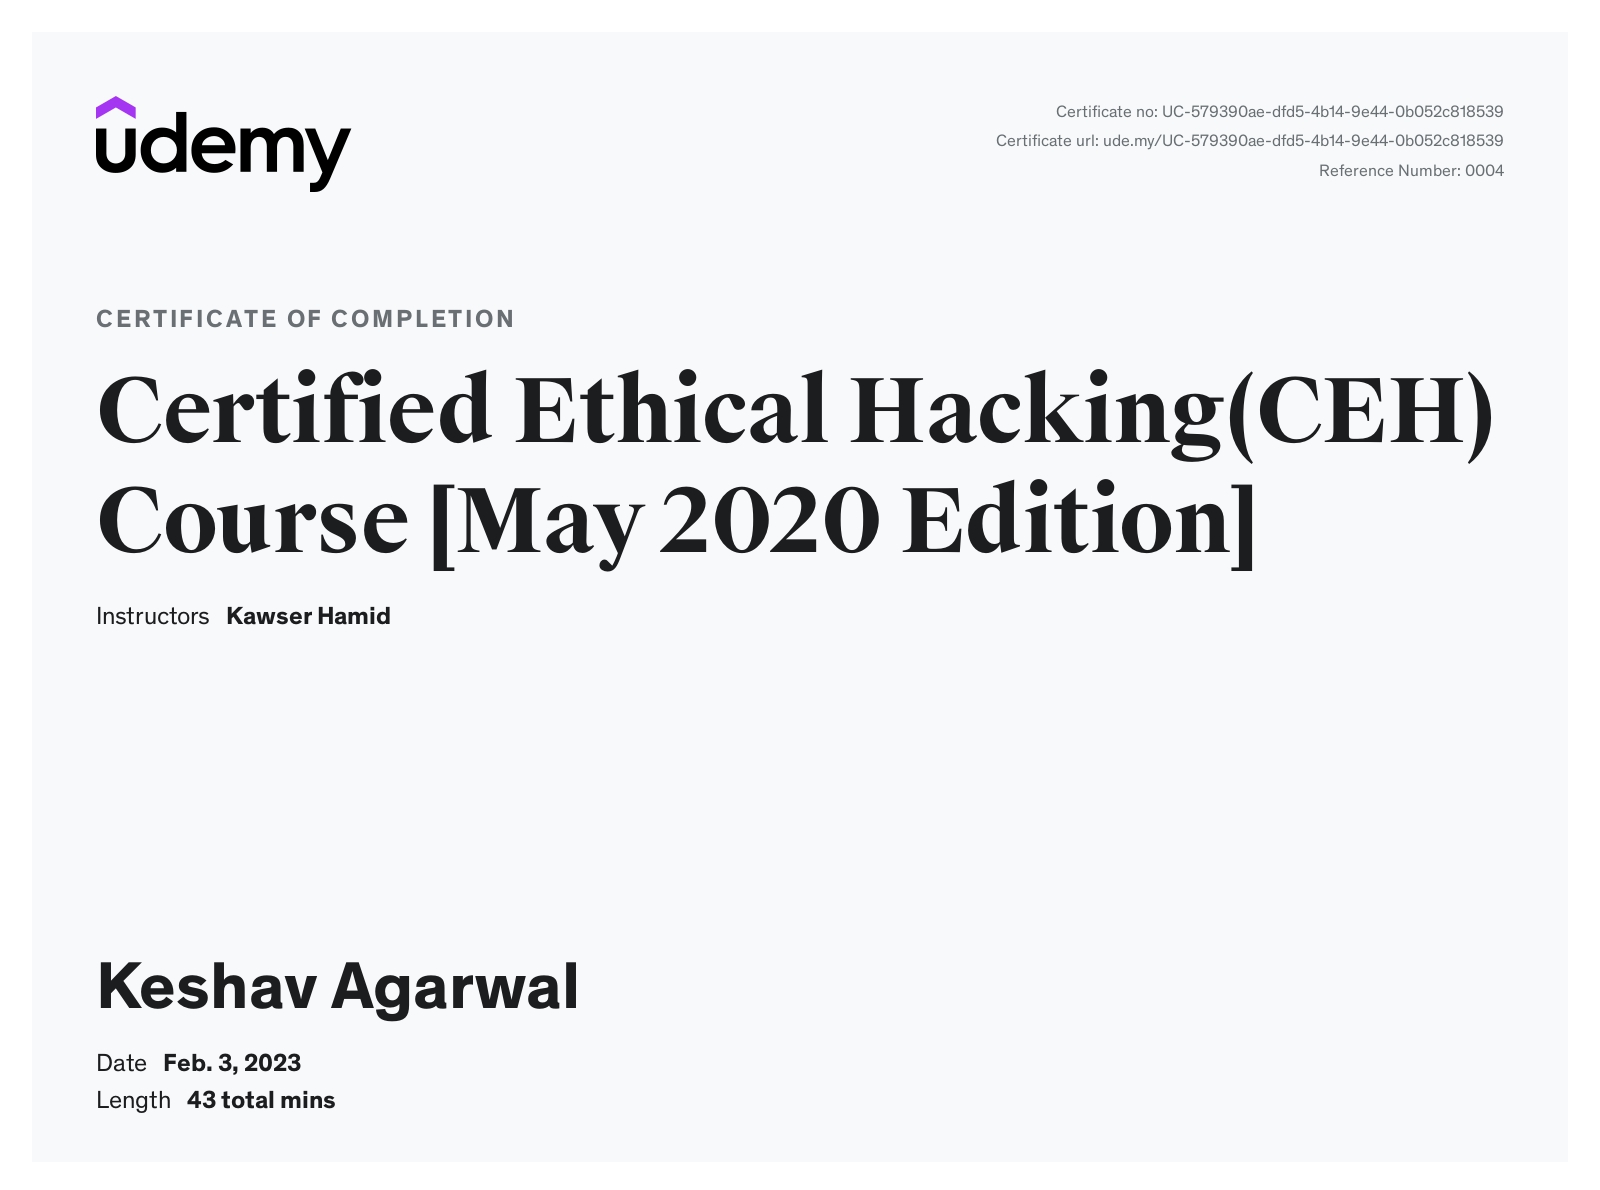 udemy
Certificate no: UC-579390ae-dfd5-4b14-9e44-0b052c818539
Certificate url: ude.my/UC-579390ae-dfd5-4b14-9e44-0b052c818539
Reference Number: 0004
CERTIFICATE OF COMPLETION
Certified Ethical Hacking(CEH)
Course [May 2020 Edition]
Instructors Kawser Hamid
Keshav Agarwal
Date Feb. 3, 2023
Length 43 total mins